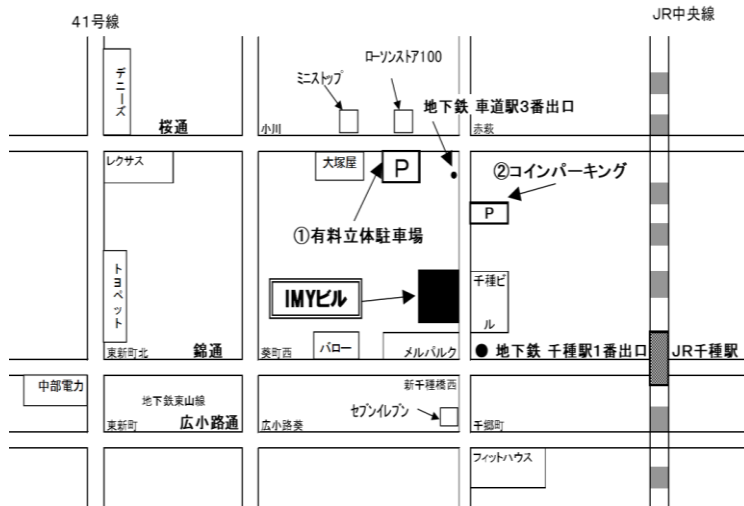 41号線
JR中央線
デニーズ
ミニストップ
ローソンストア100
地下鉄 車道駅3番出口
桜通
小川
赤萩
レクサス
大塚屋
P
②コインパーキング
P
①有料立体駐車場
トヨペット
IMYビル
千種ビル
東新町北
錦通
葵町西
バロー
メルパルク
地下鉄 千種駅1番出口
JR千種駅
中部電力
地下鉄東山線
新千種橋西
東新町
広小路通
広小路葵
セブンイレブン
千郷町
フィットハウス